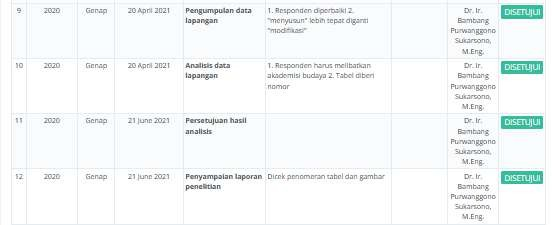 9 2020 Genap 20 April 2021 Pengumpulan data 1. Responden diperbaiki 2. Dr. Ir. DISETUJUI
lapangan "menyusun" lebih tepat diganti Bambang
"modifikasi" Purwanggono
Sukarsono,
M.Eng.
10 2020 Genap 20 April 2021 Analisis data 1. Responden harus melibatkan Dr. Ir. DISETUJUI
lapangan akademisi budaya 2. Tabel diberi Bambang
nomor Purwanggono
Sukarsono,
M.Eng.
11 2020 Genap 21 June 2021 Persetujuan hasil Dr. Ir. DISETUJUI
analisis Bambang
Purwanggono
Sukarsono,
M.Eng.
12 2020 Genap 21 June 2021 Penyampaian laporan Dicek penomeran tabel dan gambar Dr. Ir. DISETUJUI
penelitian Bambang
Purwanggono
Sukarsono,
M.Eng.